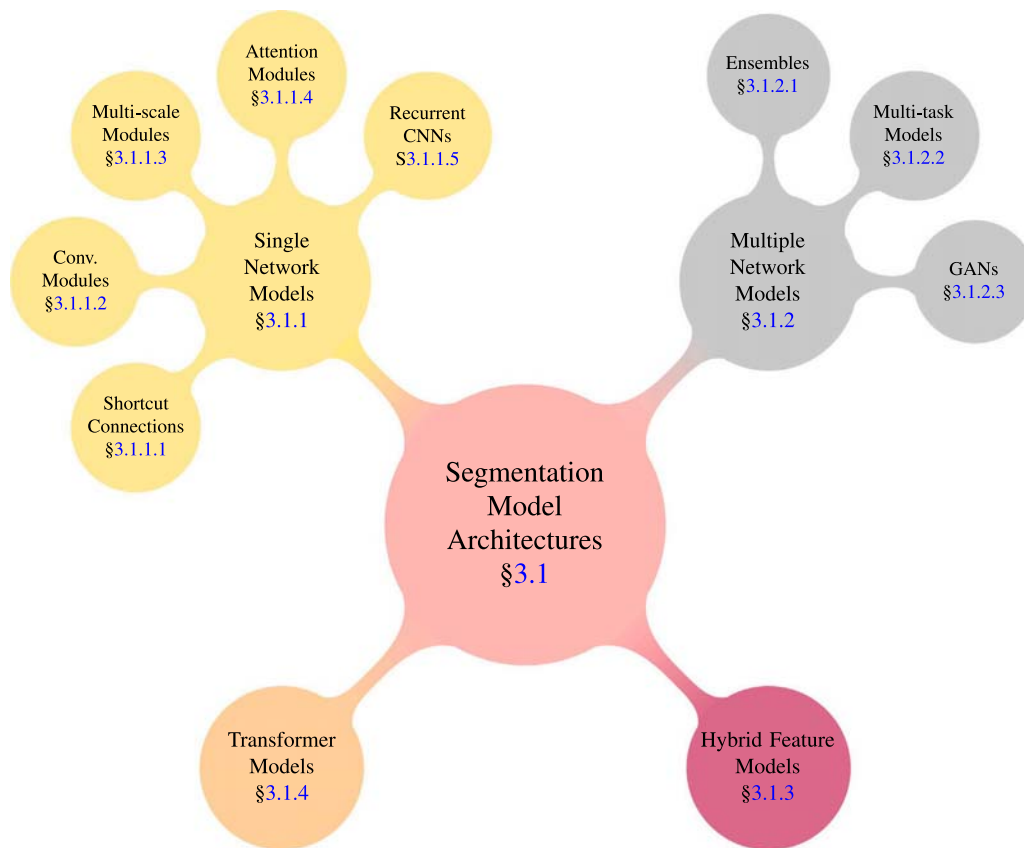 Attention
Modules
§3.1.1.4
Multi-scale
Modules
§3.1.1.3
Recurrent
CNNs
S3.1.1.5
Conv.
Modules
§3.1.1.2
Single
Network
Models
§3.1.1
Shortcut
Connections
§3.1.1.1
Ensembles
§3.1.2.1
Multi-task
Models
§3.1.2.2
Multiple
Network
Models
§3.1.2
GANs
§3.1.2.3
Segmentation
Model
Architectures
§3.1
Transformer
Models
§3.1.4
Hybrid Feature
Models
§3.1.3